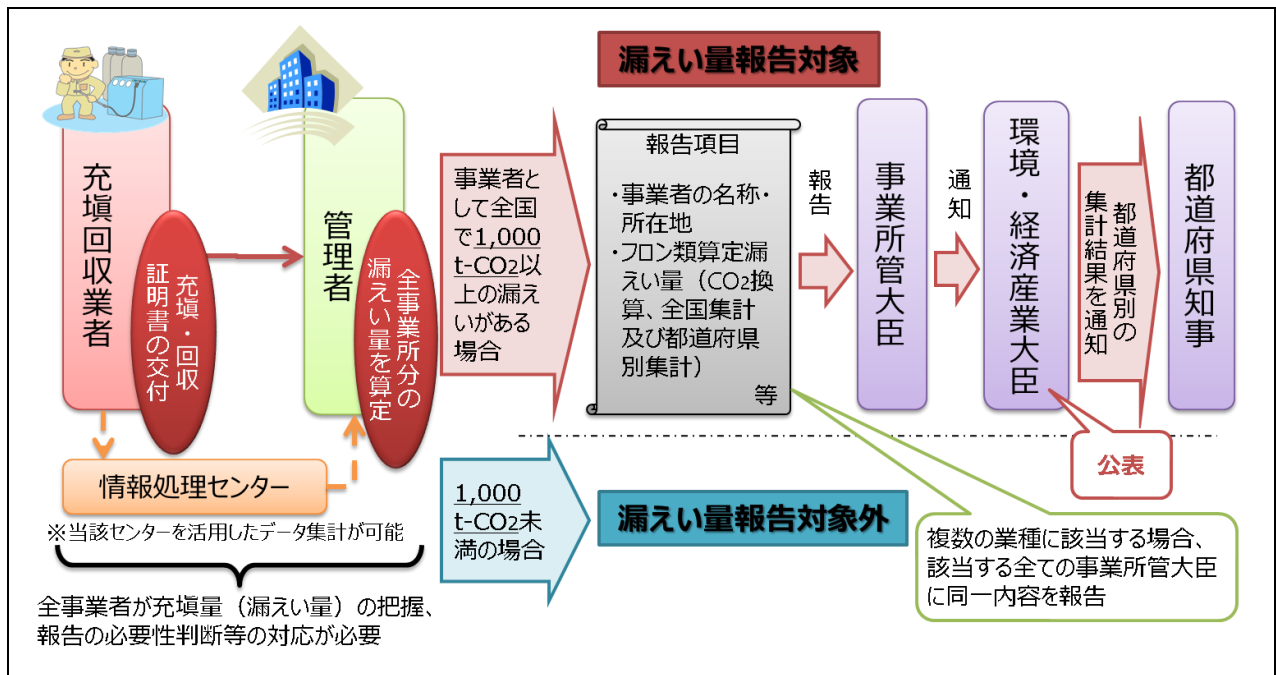 漏えい量報告対象
充塡回収業者
充塡・回収
証明書の交付
管理者
全事業所分の
漏えい量を算定
情報処理センター
※当該センターを活用したデータ集計が可能
全事業者が充塡量（漏えい量）の把握、
報告の必要性判断等の対応が必要
事業者と
して全国
で1,000
t-CO2以
上の漏え
いがある
場合
報告項目
・事業者の名称・
所在地
・フロン類算定漏
えい量（CO2換
算、全国集計
及び都道府県
別集計）
等
報告
事業所管大臣
通知
環境・経済産業大臣
都道府県別の
集計結果を通知
都道府県知事
公表
1,000
t-CO2未
満の場合
漏えい量報告対象外
複数の業種に該当する場合、
該当する全ての事業所管大臣
に同一内容を報告